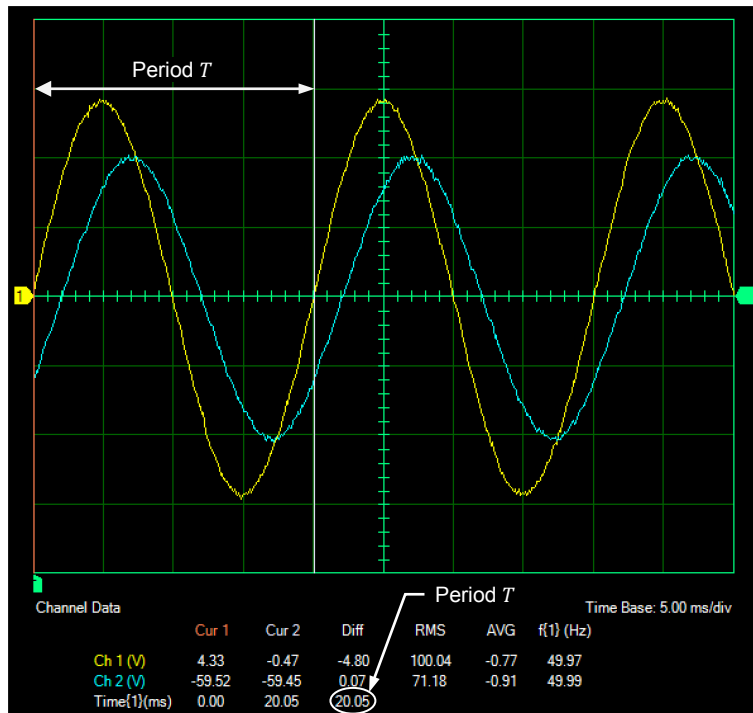 Period T
1
Period T
Channel Data
Time Base: 5.00 ms/div
Cur 1 Cur 2 Diff RMS AVG f{1} (Hz)
Ch 1 (V) 4.33 -0.47 -4.80 100.04 -0.77 49.97
Ch 2 (V) -59.52 -59.45 0.07 71.18 -0.91 49.99
Time{1}(ms) 0.00 20.05 20.05